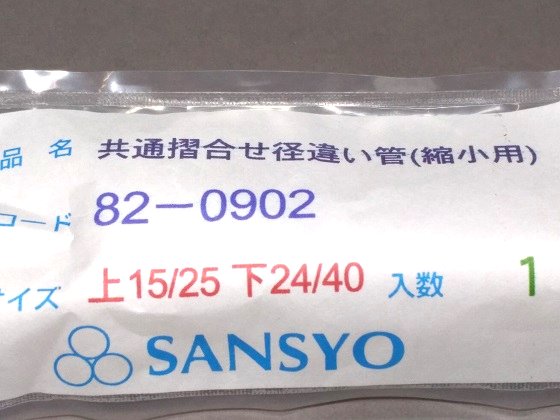 品 名 共通摺合せ径違い管(縮小用)
コード 82-0902
サイズ 上15/25 下24/40 入数 1
SANSYO